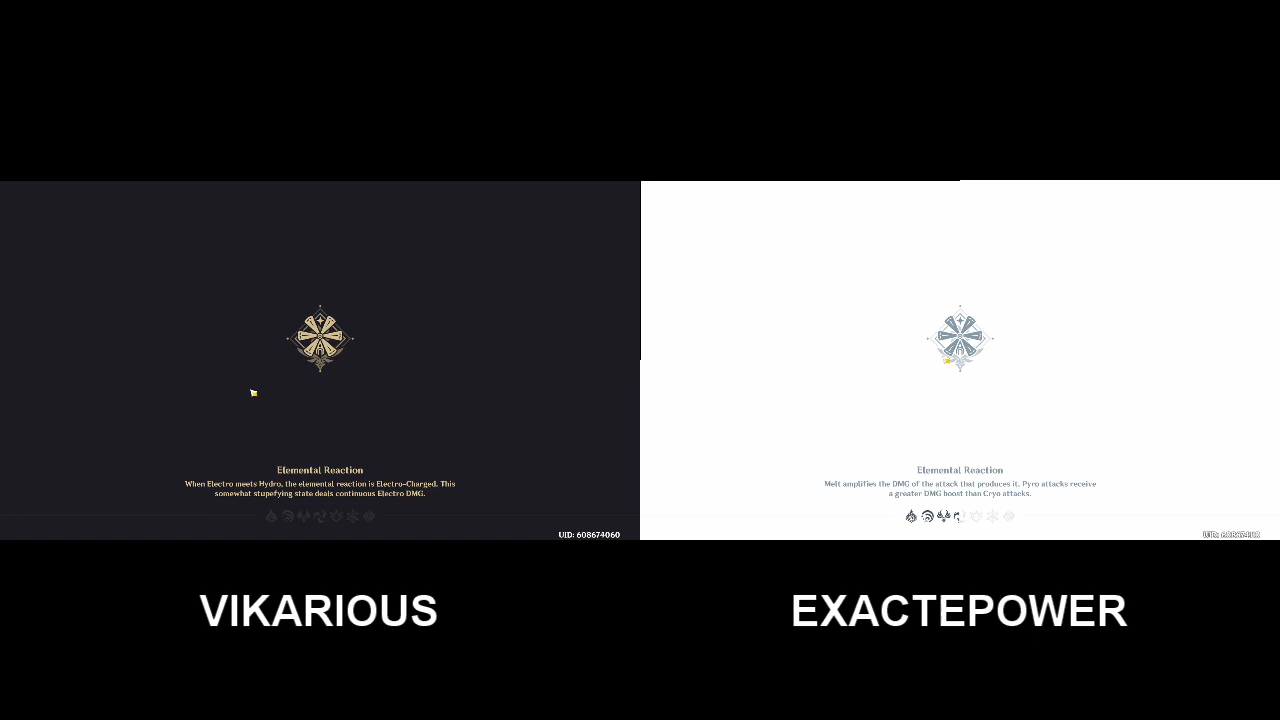 Elemental Reaction
When Electro meets Hydro, the elemental reaction is Electro-Charged. This
somewhat stupefying state deals continuous Electro DMG.
UID: 608674060
Elemental Reaction
Melt amplifies the DMG of the attack that produces it. Pyro attacks receive
a greater DMG boost than Cryo attacks.
VIKARIOUS
EXACTEPOWER